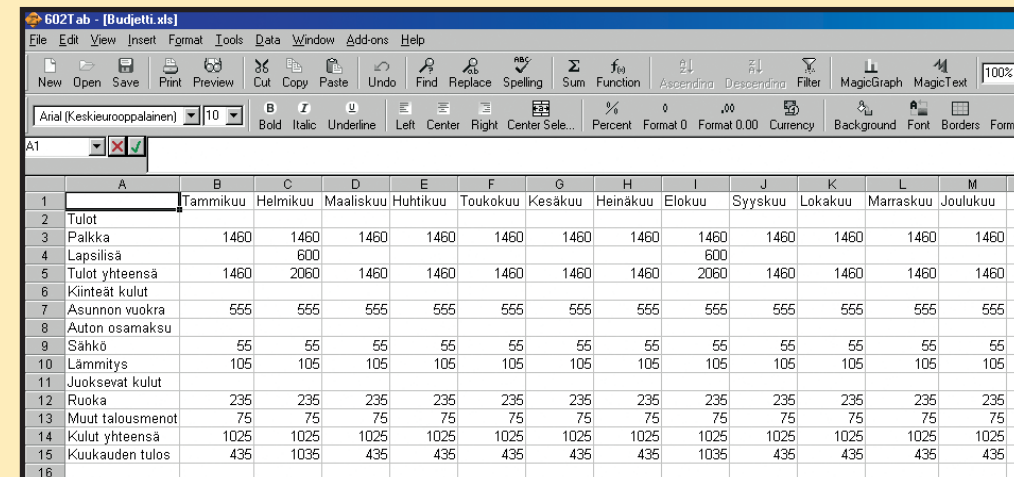 602Tab - [Budjetti.xls]
File Edit View Insert Format Tools Data Window Add-ons Help
New Open Save Print Preview Cut Copy Paste Undo Find Replace Spelling Sum Function Ascending Descending Filter MagicGraph MagicText 100%
Arial (Keskieurooppalainen) 10 Bold Italic Underline Left Center Right Center Sele... Percent Format 0 Format 0.00 Currency Background Font Borders Form
A1
A B C D E F G H I J K L M
1 Tammikuu Helmikuu Maaliskuu Huhtikuu Toukokuu Kesäkuu Heinäkuu Elokuu Syyskuu Lokakuu Marraskuu Joulukuu
2 Tulot
3 Palkka 1460 1460 1460 1460 1460 1460 1460 1460 1460 1460 1460 1460
4 Lapsilisä 600 600
5 Tulot yhteensä 1460 2060 1460 1460 1460 1460 1460 2060 1460 1460 1460 1460
6 Kiinteät kulut
7 Asunnon vuokra 555 555 555 555 555 555 555 555 555 555 555 555
8 Auton osamaksu
9 Sähkö 55 55 55 55 55 55 55 55 55 55 55 55
10 Lämmitys 105 105 105 105 105 105 105 105 105 105 105 105
11 Juoksevat kulut
12 Ruoka 235 235 235 235 235 235 235 235 235 235 235 235
13 Muut talousmenot 75 75 75 75 75 75 75 75 75 75 75 75
14 Kulut yhteensä 1025 1025 1025 1025 1025 1025 1025 1025 1025 1025 1025 1025
15 Kuukauden tulos 435 1035 435 435 435 435 435 1035 435 435 435 435
16